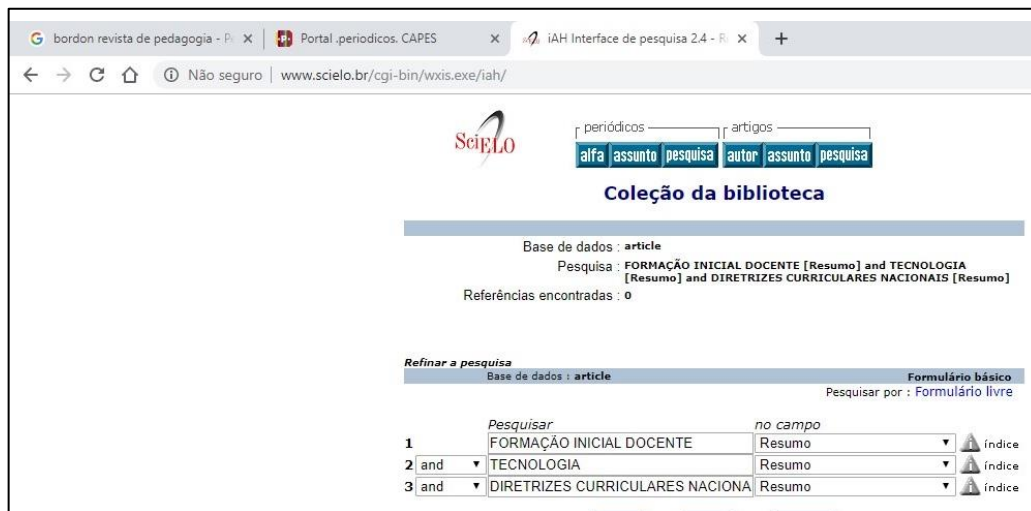 bordon revista de pedagogia - P
Portal .periodicos. CAPES
iAH Interface de pesquisa 2.4 - R
Não seguro | www.scielo.br/cgi-bin/wxis.exe/iah/
SciELO
periódicos artigos
alfa assunto pesquisa autor assunto pesquisa
Coleção da biblioteca
Base de dados : article
Pesquisa : FORMAÇÃO INICIAL DOCENTE [Resumo] and TECNOLOGIA
[Resumo] and DIRETRIZES CURRICULARES NACIONAIS [Resumo]
Referências encontradas : 0
Refinar a pesquisa
Base de dados : article Formulário básico
Pesquisar por : Formulário livre
Pesquisar no campo
1 FORMAÇÃO INICIAL DOCENTE Resumo índice
2 and TECNOLOGIA Resumo índice
3 and DIRETRIZES CURRICULARES NACIONA Resumo índice